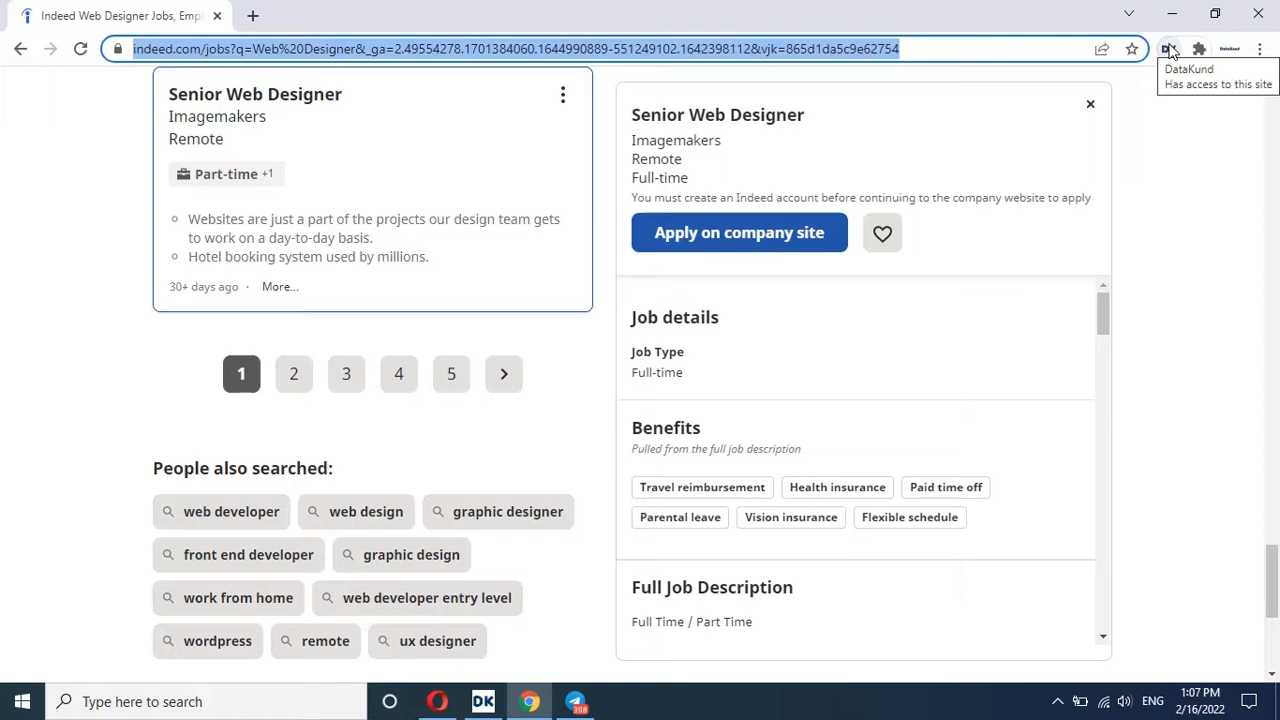 Indeed Web Designer Jobs, Empl
indeed.com/jobs?q=Web%20Designer&_ga=2.49554278.1701384060.1644990889-551249102.1642398112&vjk=865d1da5c9e62754
DataKund
DataKund
Has access to this site
Senior Web Designer
Imagemakers
Remote
Part-time +1
Websites are just a part of the projects our design team gets
to work on a day-to-day basis.
Hotel booking system used by millions.
30+ days ago · More...
1 2 3 4 5
People also searched:
web developer web design graphic designer
front end developer graphic design
work from home web developer entry level
wordpress remote ux designer
Senior Web Designer
Imagemakers
Remote
Full-time
You must create an Indeed account before continuing to the company website to apply
Apply on company site
Job details
Job Type
Full-time
Benefits
Pulled from the full job description
Travel reimbursement Health insurance Paid time off
Parental leave Vision insurance Flexible schedule
Full Job Description
Full Time / Part Time
Type here to search
DK
398
ENG
1:07 PM
2/16/2022